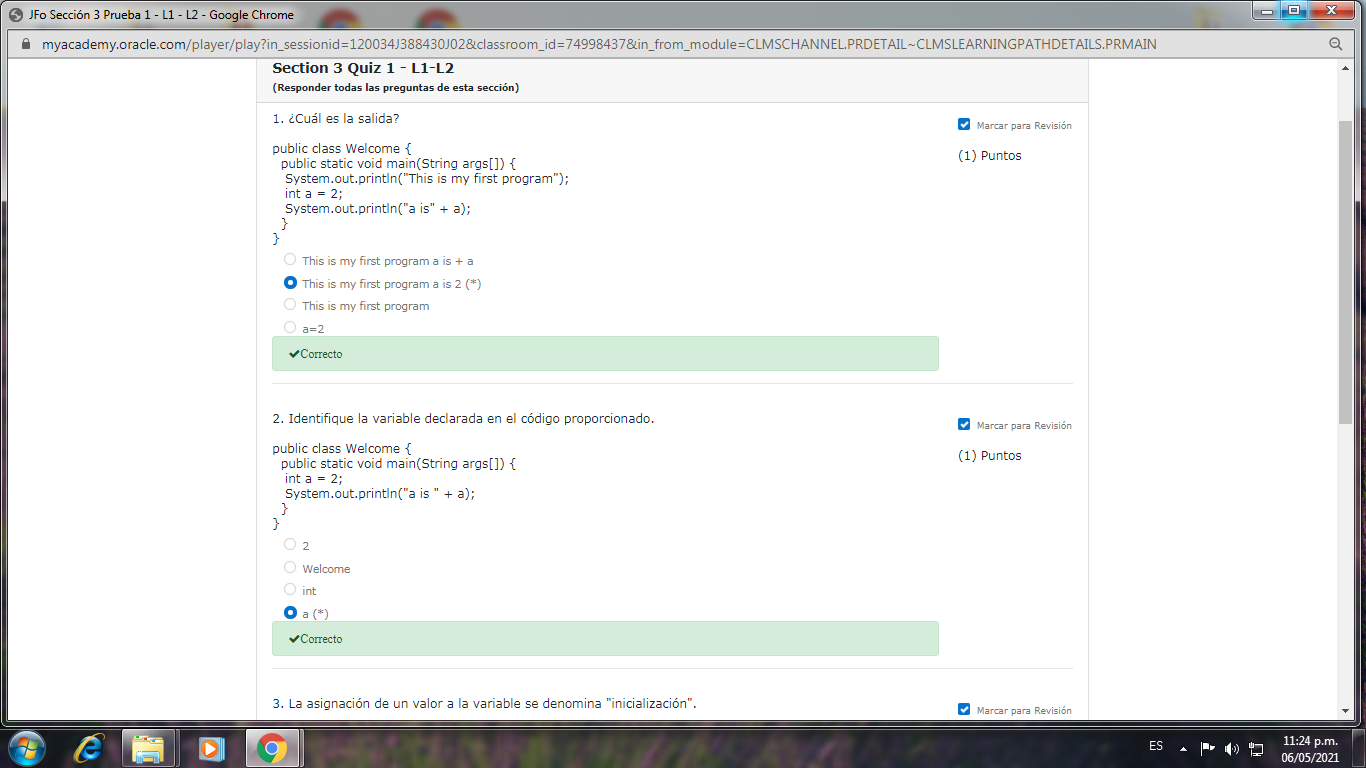 JFo Sección 3 Prueba 1 - L1 - L2 - Google Chrome
myacademy.oracle.com/player/play?in_sessionid=120034J388430J02&classroom_id=74998437&in_from_module=CLMSCHANNEL.PRDETAIL~CLMSLEARNINGPATHDETAILS.PRMAIN
Section 3 Quiz 1 - L1-L2
(Responder todas las preguntas de esta sección)
1. ¿Cuál es la salida?
Marcar para Revisión
(1) Puntos
public class Welcome {
public static void main(String args[]) {
System.out.println("This is my first program");
int a = 2;
System.out.println("a is" + a);
}
}
This is my first program a is + a
This is my first program a is 2 (*)
This is my first program
a=2
Correcto
2. Identifique la variable declarada en el código proporcionado.
Marcar para Revisión
(1) Puntos
public class Welcome {
public static void main(String args[]) {
int a = 2;
System.out.println("a is " + a);
}
}
2
Welcome
int
a (*)
Correcto
3. La asignación de un valor a la variable se denomina "inicialización".
Marcar para Revisión
ES
11:24 p.m.
06/05/2021